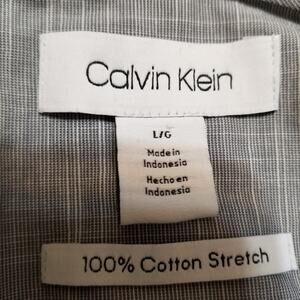 Calvin Klein
L/G
Made in
Indonesia
Hecho en
Indonesia
100% Cotton Stretch